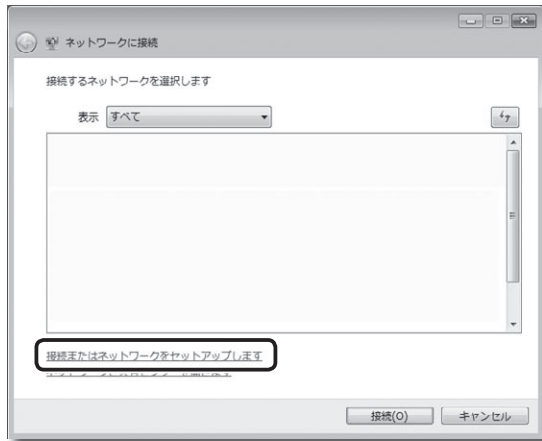 ネットワークに接続
接続するネットワークを選択します
表示 すべて
接続またはネットワークをセットアップします
接続(O) キャンセル